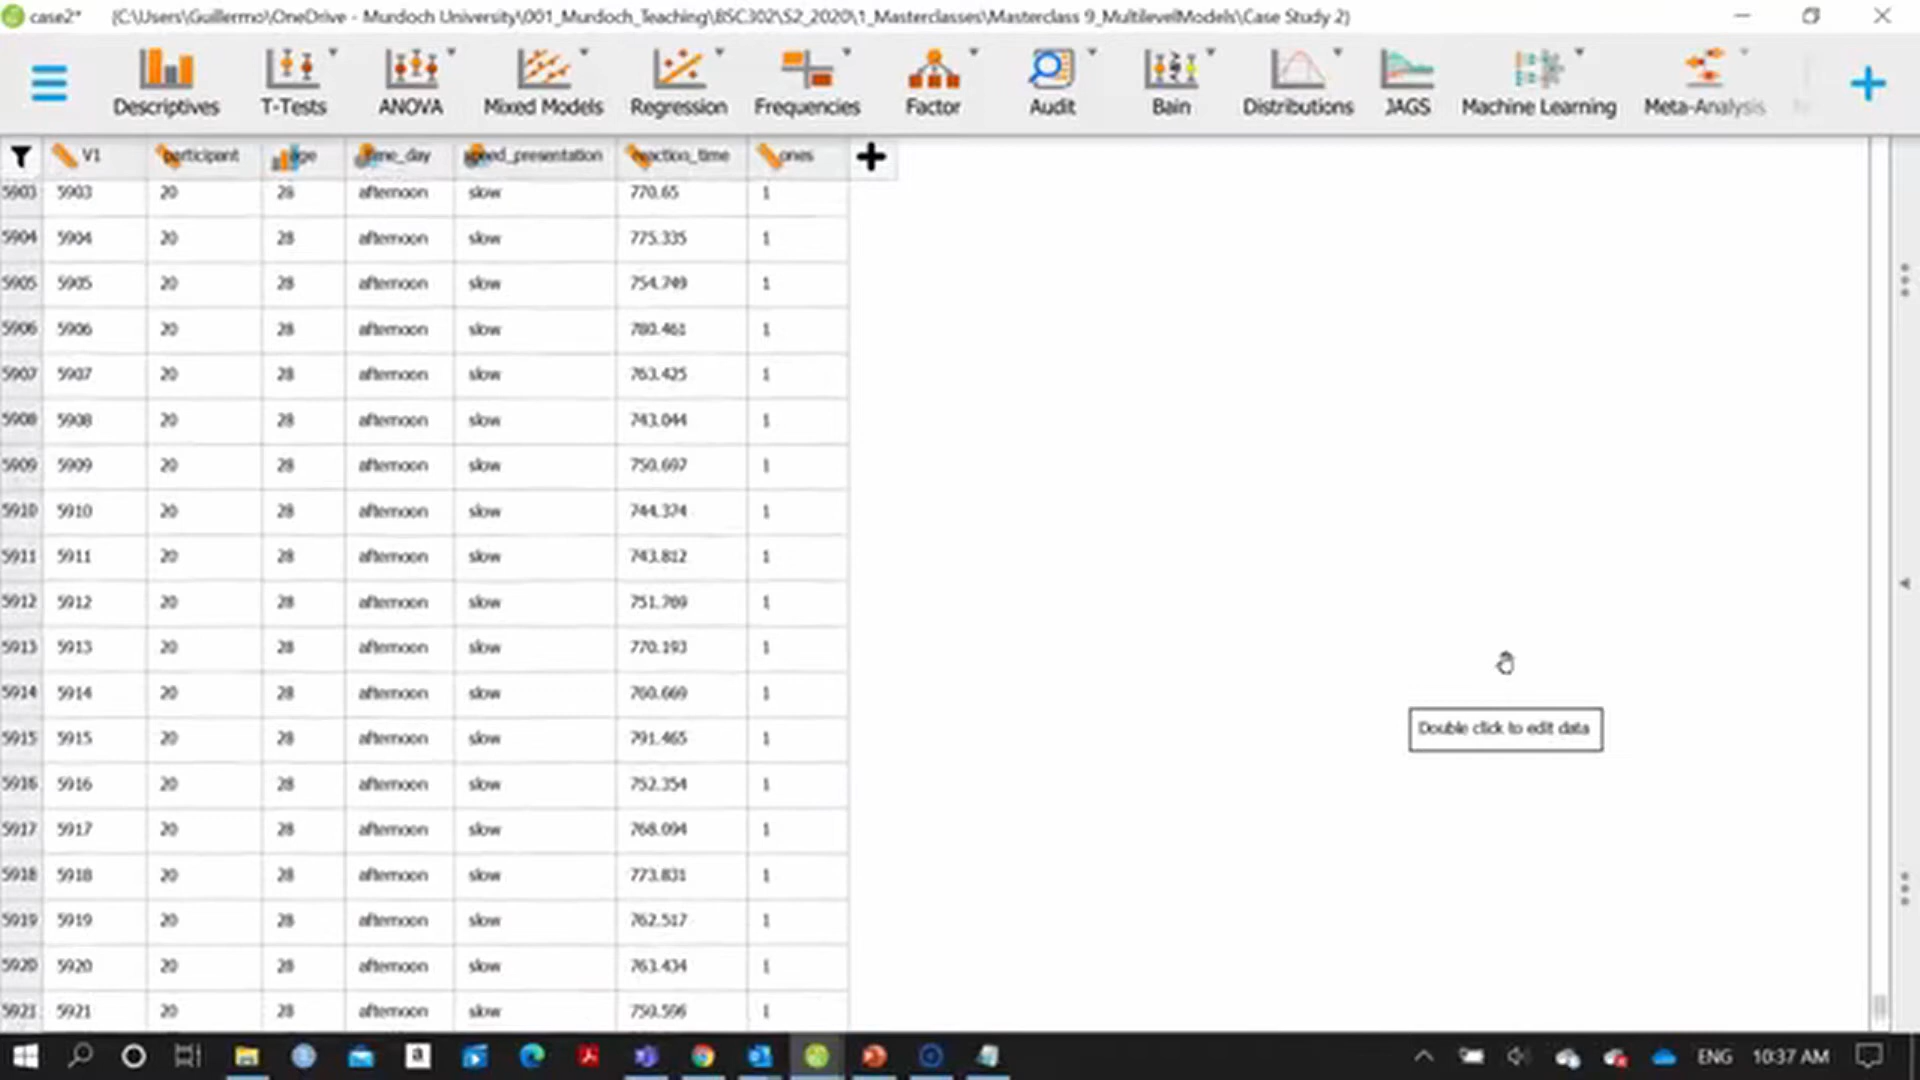 case2* (C:\Users\Guillermo\OneDrive - Murdoch University\001_Murdoch_Teaching\BSC302\S2_2020\1_Masterclasses\Masterclass 9_MultilevelModels\Case Study 2)
Descriptives T-Tests ANOVA Mixed Models Regression Frequencies Factor Audit Bain Distributions JAGS Machine Learning Meta-Analysis
V1 participant age time_day speed_presentation reaction_time ones
5903 5903 20 28 afternoon slow 770.65 1
5904 5904 20 28 afternoon slow 775.335 1
5905 5905 20 28 afternoon slow 754.749 1
5906 5906 20 28 afternoon slow 780.461 1
5907 5907 20 28 afternoon slow 763.425 1
5908 5908 20 28 afternoon slow 743.044 1
5909 5909 20 28 afternoon slow 750.697 1
5910 5910 20 28 afternoon slow 744.374 1
5911 5911 20 28 afternoon slow 743.812 1
5912 5912 20 28 afternoon slow 751.769 1
5913 5913 20 28 afternoon slow 770.193 1
5914 5914 20 28 afternoon slow 760.669 1
Double click to edit data
5915 5915 20 28 afternoon slow 791.465 1
5916 5916 20 28 afternoon slow 752.354 1
5917 5917 20 28 afternoon slow 768.094 1
5918 5918 20 28 afternoon slow 773.831 1
5919 5919 20 28 afternoon slow 762.517 1
5920 5920 20 28 afternoon slow 763.434 1
5921 5921 20 28 afternoon slow 750.596 1
ENG 10:37 AM